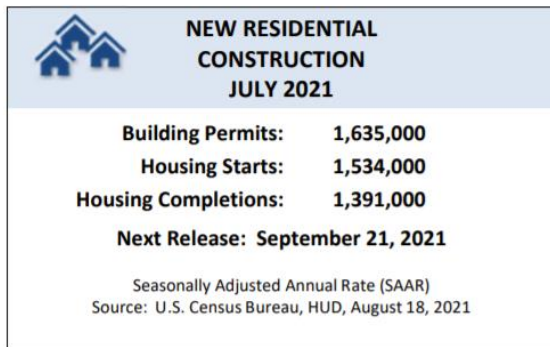 NEW RESIDENTIAL
CONSTRUCTION
JULY 2021
Building Permits: 1,635,000
Housing Starts: 1,534,000
Housing Completions: 1,391,000
Next Release: September 21, 2021
Seasonally Adjusted Annual Rate (SAAR)
Source: U.S. Census Bureau, HUD, August 18, 2021